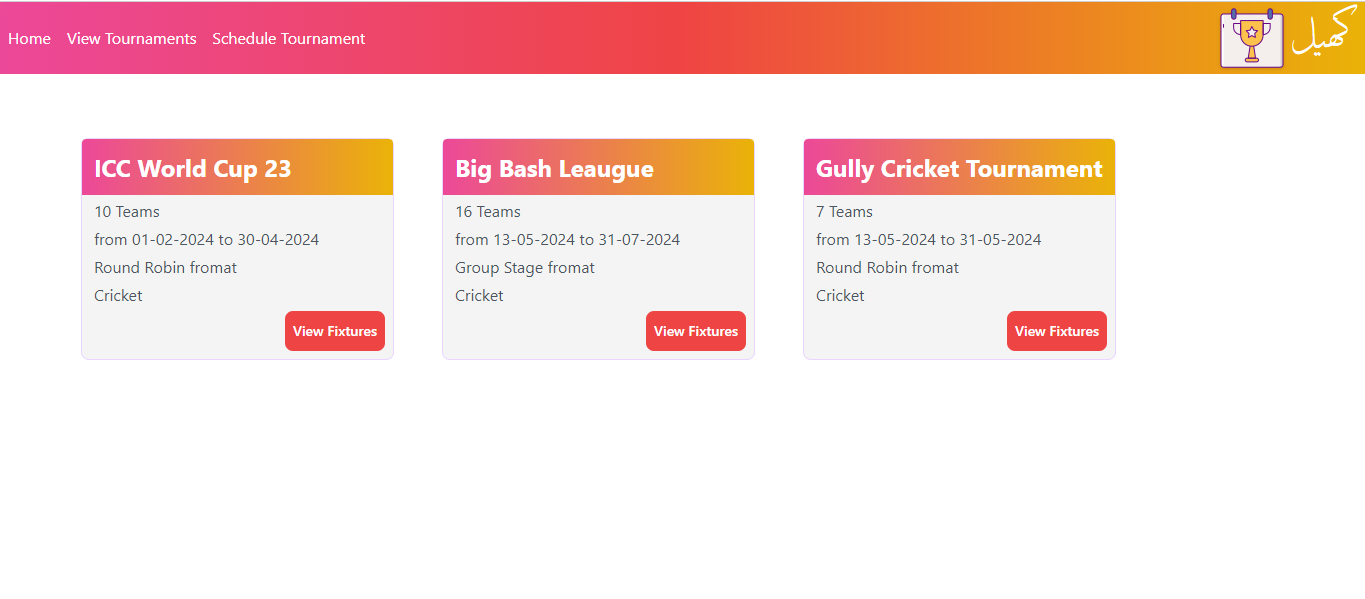 Home View Tournaments Schedule Tournament کھیل
ICC World Cup 23
10 Teams
from 01-02-2024 to 30-04-2024
Round Robin fromat
Cricket
View Fixtures
Big Bash Leaugue
16 Teams
from 13-05-2024 to 31-07-2024
Group Stage fromat
Cricket
View Fixtures
Gully Cricket Tournament
7 Teams
from 13-05-2024 to 31-05-2024
Round Robin fromat
Cricket
View Fixtures